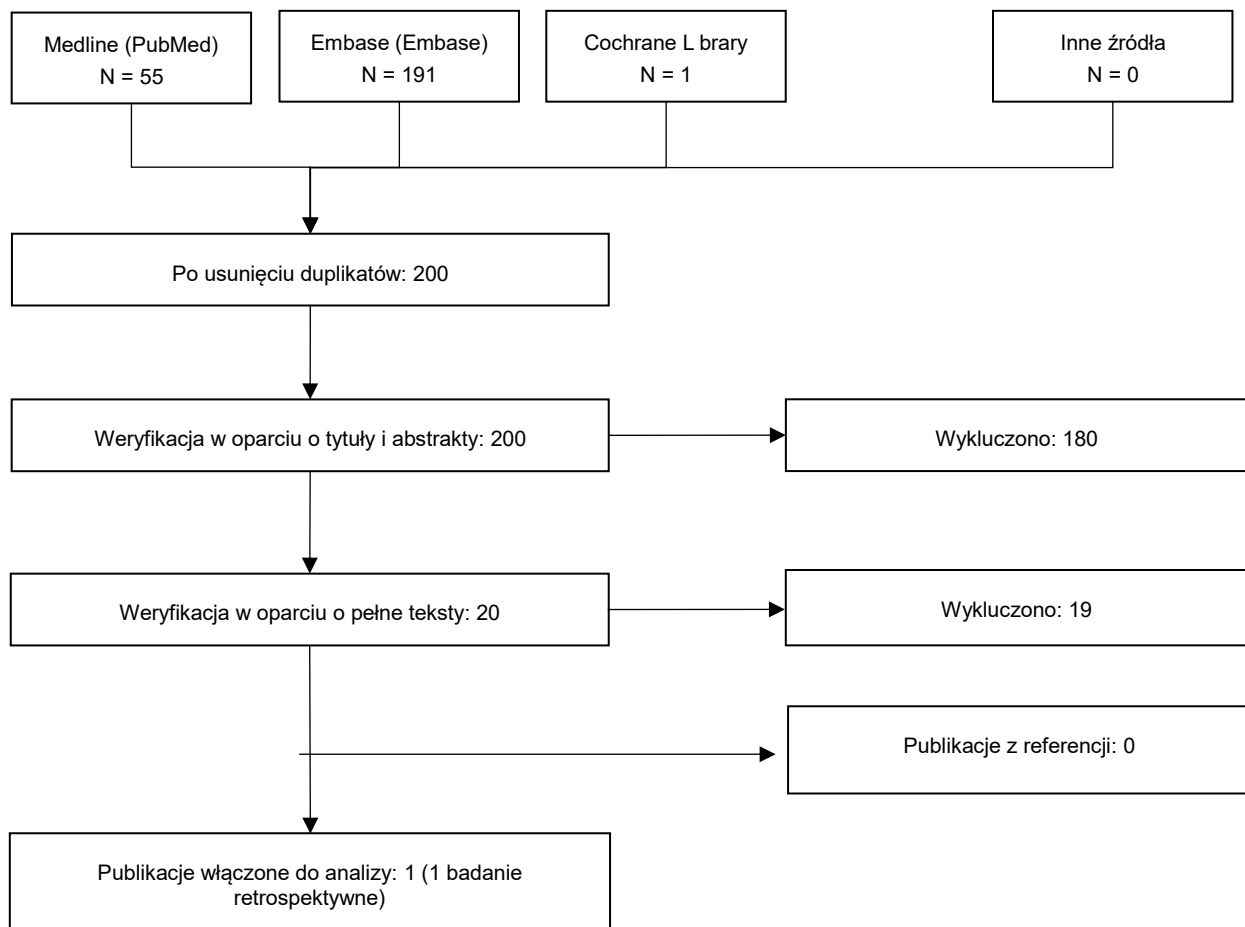 Medline (PubMed)
N = 55
Embase (Embase)
N = 191
Cochrane L brary
N = 1
Inne źródła
N = 0
Po usunięciu duplikatów: 200
Weryfikacja w oparciu o tytuły i abstrakty: 200
Wykluczono: 180
Weryfikacja w oparciu o pełne teksty: 20
Wykluczono: 19
Publikacje z referencji: 0
Publikacje włączone do analizy: 1 (1 badanie
retrospektywne)